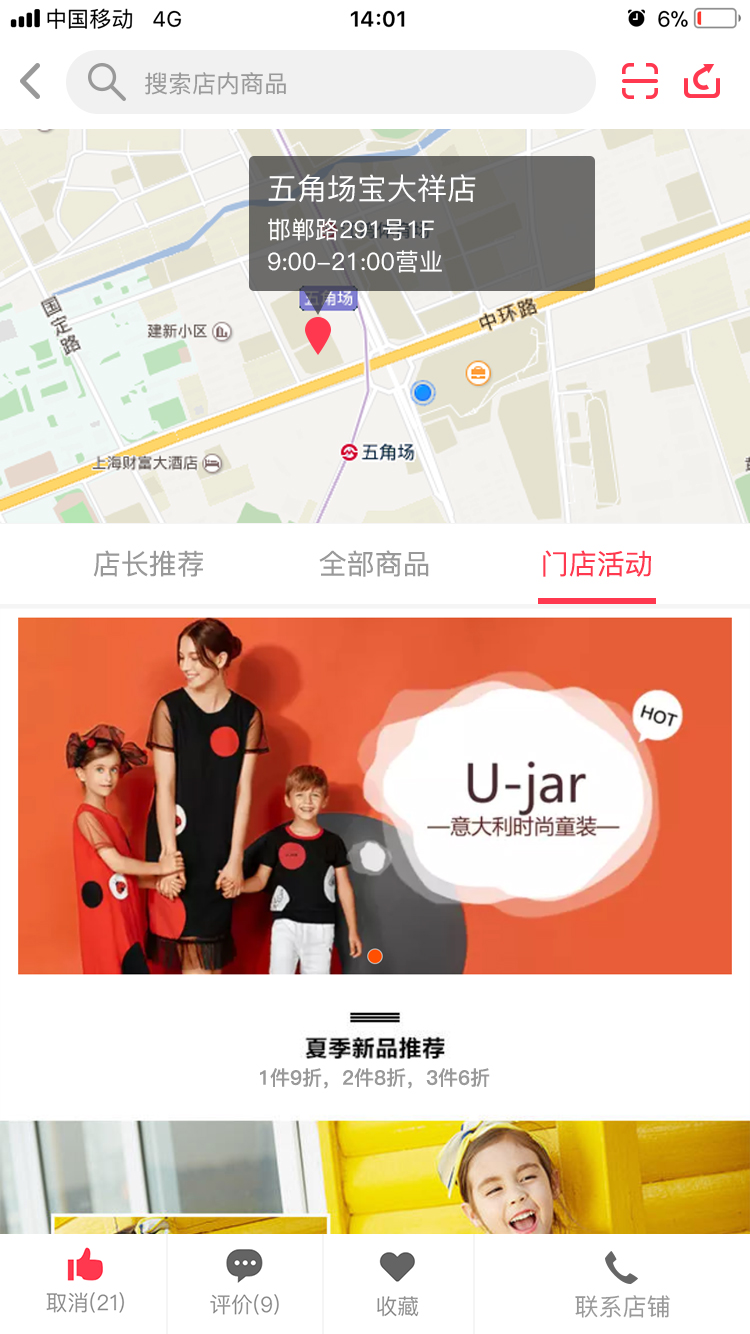 中国移动 4G 14:01 6%
搜索店内商品
五角场宝大祥店
邯郸路291号1F
9:00-21:00营业
五角场
国定路
建新小区
中环路
五角场
上海财富大酒店
店长推荐 全部商品 门店活动
HOT
U-jar
—意大利时尚童装—
夏季新品推荐
1件9折，2件8折，3件6折
取消(21) 评价(9) 收藏 联系店铺